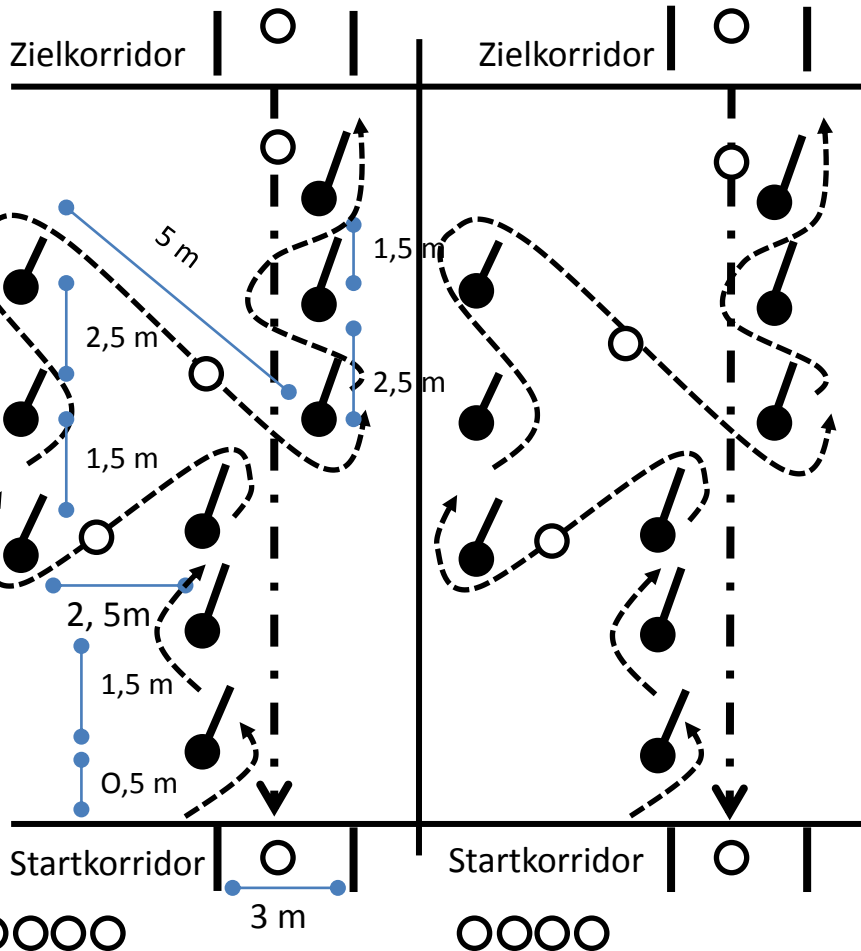 Zielkorridor
Zielkorridor
5 m
1,5 m
2,5 m
2,5 m
1,5 m
2, 5m
1,5 m
O,5 m
Startkorridor
Startkorridor
3 m